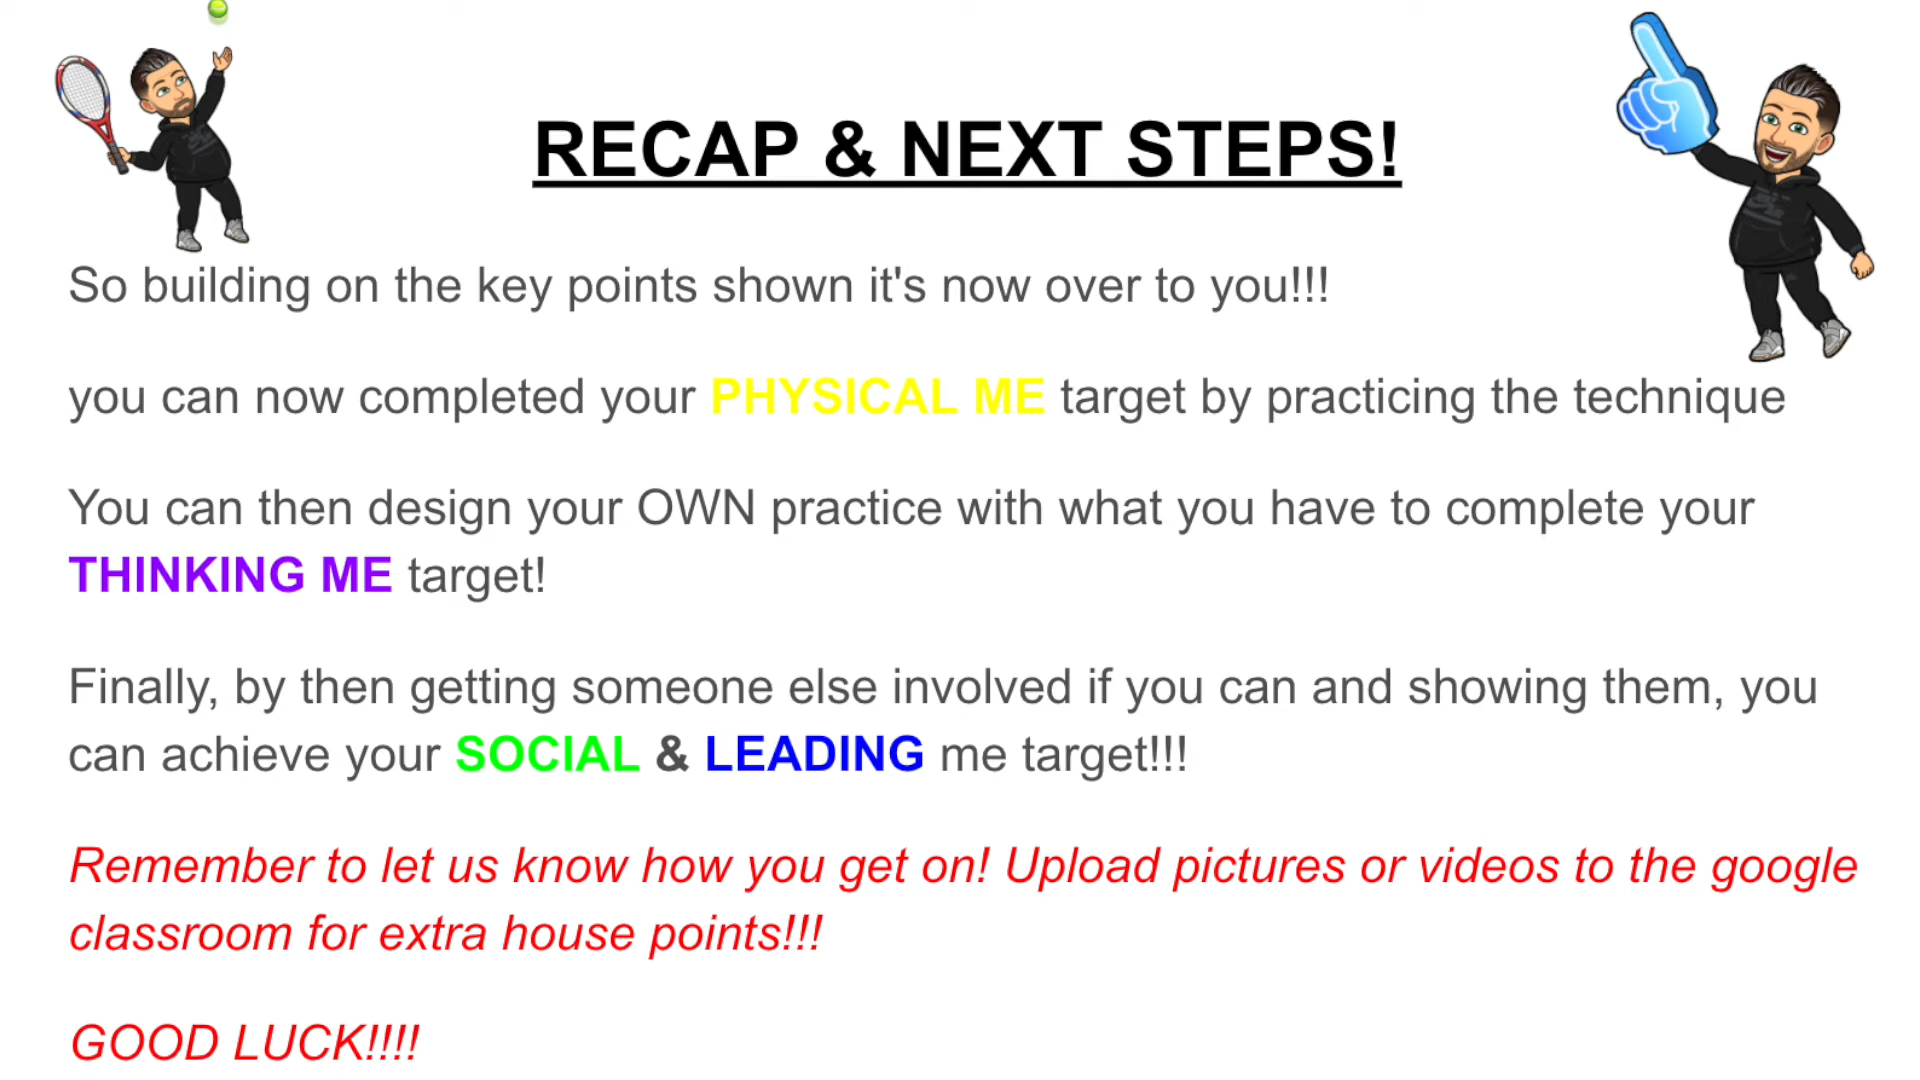 RECAP & NEXT STEPS!
So building on the key points shown it's now over to you!!!
you can now completed your PHYSICAL ME target by practicing the technique
You can then design your OWN practice with what you have to complete your
THINKING ME target!
Finally, by then getting someone else involved if you can and showing them, you
can achieve your SOCIAL & LEADING me target!!!
Remember to let us know how you get on! Upload pictures or videos to the google
classroom for extra house points!!!
GOOD LUCK!!!!